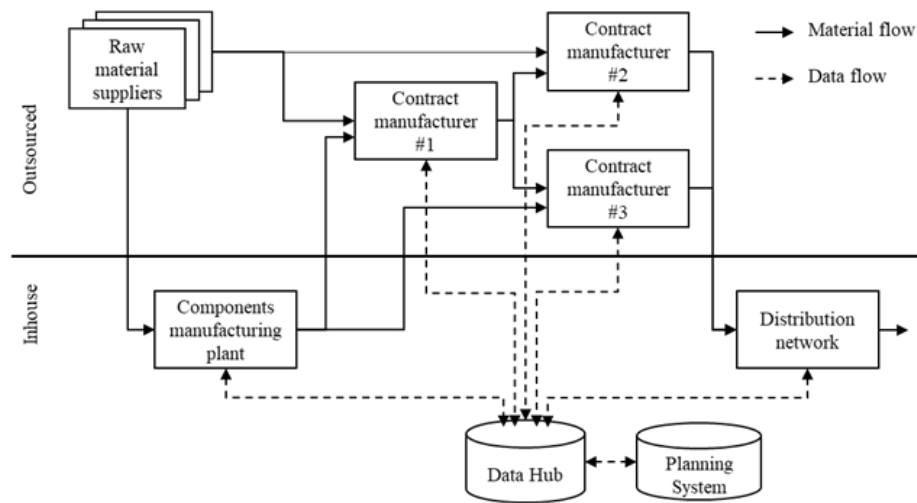 Raw
material
suppliers
Contract
manufacturer
#2
Material flow
Data flow
Contract
manufacturer
#1
Contract
manufacturer
#3
Outsourced
Inhouse
Components
manufacturing
plant
Distribution
network
Data Hub
Planning
System